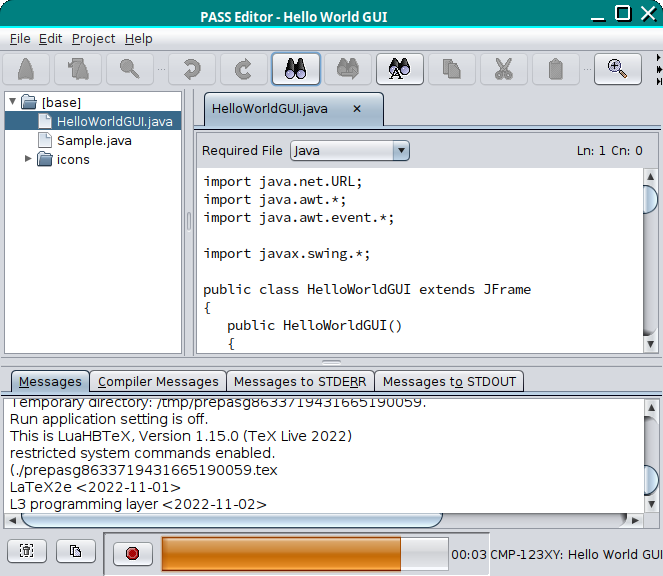 PASS Editor - Hello World GUI
File Edit Project Help
[base]
HelloWorldGUI.java
Sample.java
icons
HelloWorldGUI.java
Required File Java Ln: 1 Cn: 0
import java.net.URL;
import java.awt.*;
import java.awt.event.*;
import javax.swing.*;
public class HelloWorldGUI extends JFrame
{
public HelloWorldGUI()
{
Messages Compiler Messages Messages to STDERR Messages to STDOUT
Temporary directory: /tmp/prepasg8633719431665190059.
Run application setting is off.
This is LuaHBTeX, Version 1.15.0 (TeX Live 2022)
restricted system commands enabled.
(./prepasg8633719431665190059.tex
LaTeX2e <2022-11-01>
L3 programming layer <2022-11-02>
00:03 CMP-123XY: Hello World GUI